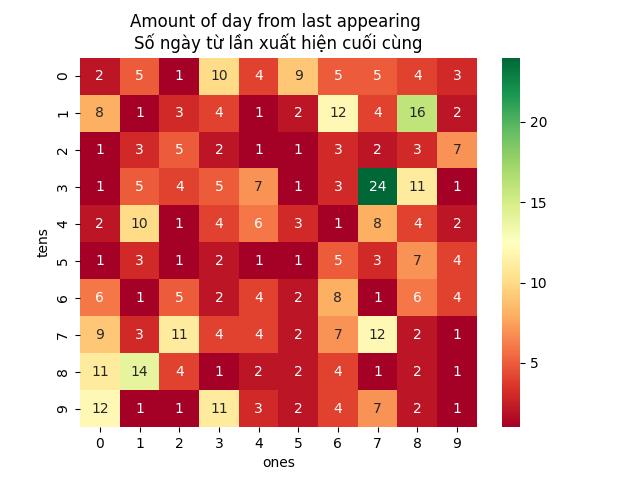 Amount of day from last appearing
Số ngày từ lần xuất hiện cuối cùng
0 2 5 1 10 4 9 5 5 4 3
1 8 1 3 4 1 2 12 4 16 2
2 1 3 5 2 1 1 3 2 3 7
3 1 5 4 5 7 1 3 24 11 1
4 2 10 1 4 6 3 1 8 4 2
5 1 3 1 2 1 1 5 3 7 4
6 6 1 5 2 4 2 8 1 6 4
7 9 3 11 4 4 2 7 12 2 1
8 11 14 4 1 2 2 4 1 2 1
9 12 1 1 11 3 2 4 7 2 1
0 1 2 3 4 5 6 7 8 9
ones
tens
20
15
10
5